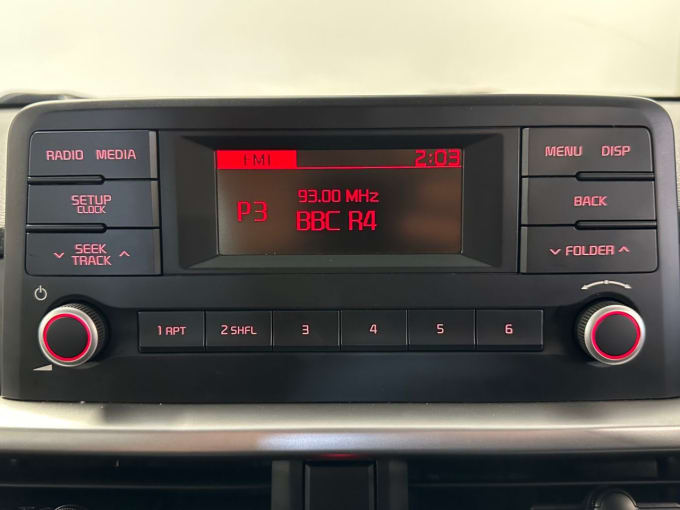 RADIO MEDIA
SETUP
CLOCK
SEEK
TRACK
FM1 2:03
93.00 MHz
P3
BBC R4
MENU DISP
BACK
FOLDER
1 RPT 2 SHFL 3 4 5 6